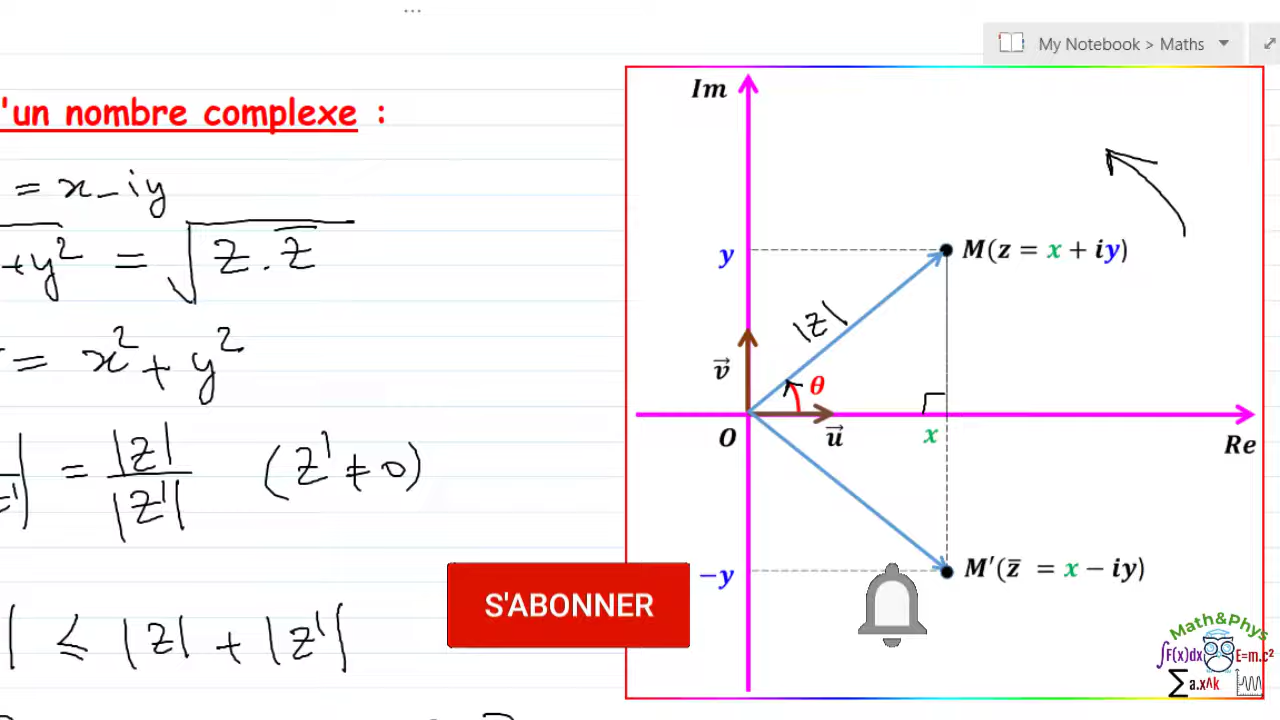 ...
My Notebook > Maths
'un nombre complexe :
= x - iy
+y² = √z.z̄
= x² + y²
| = |z| / |z'| (z' ≠ 0)
| ≤ |z| + |z'|
Im
y
M(z = x + iy)
|z|
v⃗
θ
O
u⃗
x
Re
-y
M'(z̄ = x - iy)
S'ABONNER
Math&Phys
∫F(x)dx E=m.c²
∑ a.x∧k